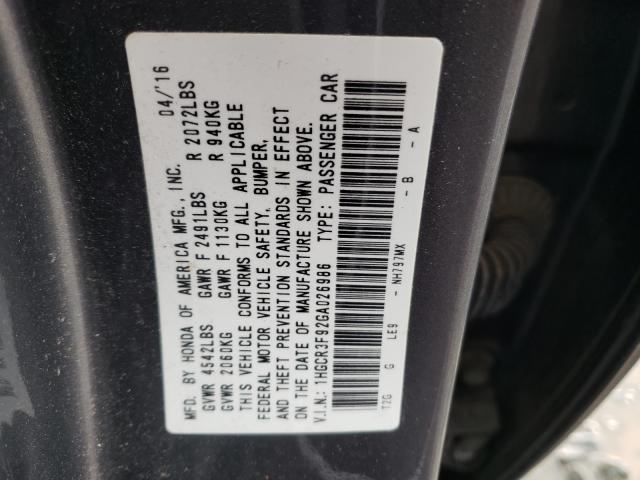 MFD. BY HONDA OF AMERICA MFG., INC. 04/'16
GVWR 4542LBS GAWR F 2491LBS R 2072LBS
GVWR 2060KG GAWR F 1130KG R 940KG
THIS VEHICLE CONFORMS TO ALL APPLICABLE
FEDERAL MOTOR VEHICLE SAFETY, BUMPER,
AND THEFT PREVENTION STANDARDS IN EFFECT
ON THE DATE OF MANUFACTURE SHOWN ABOVE.
V.I.N.: 1HGCR3F92GA026986 TYPE: PASSENGER CAR
T2G G LE9 - NH797MX - B - A